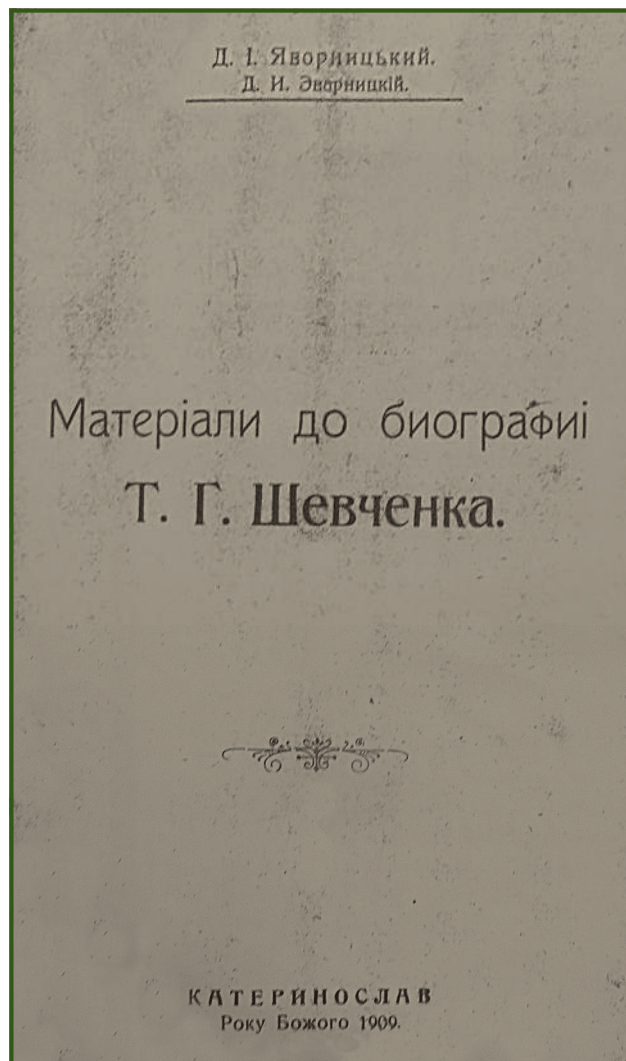 Д. І. Яворницький.
Д. И. Эварницкій.
Матеріали до биографиі
Т. Г. Шевченка.
КАТЕРИНОСЛАВ
Року Божого 1909.